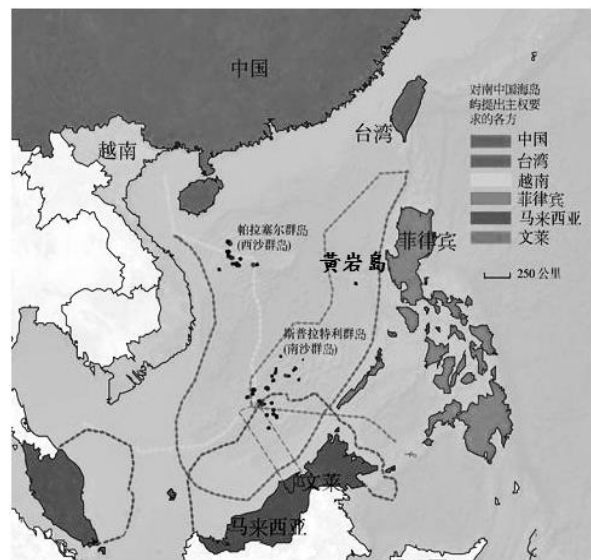 中国
台湾
越南
对南中国海岛
屿提出主权要
求的各方
中国
台湾
越南
菲律宾
马来西亚
文莱
250 公里
帕拉塞尔群岛
(西沙群岛)
黃岩島
菲律宾
斯普拉特利群岛
(南沙群岛)
文莱
马来西亚